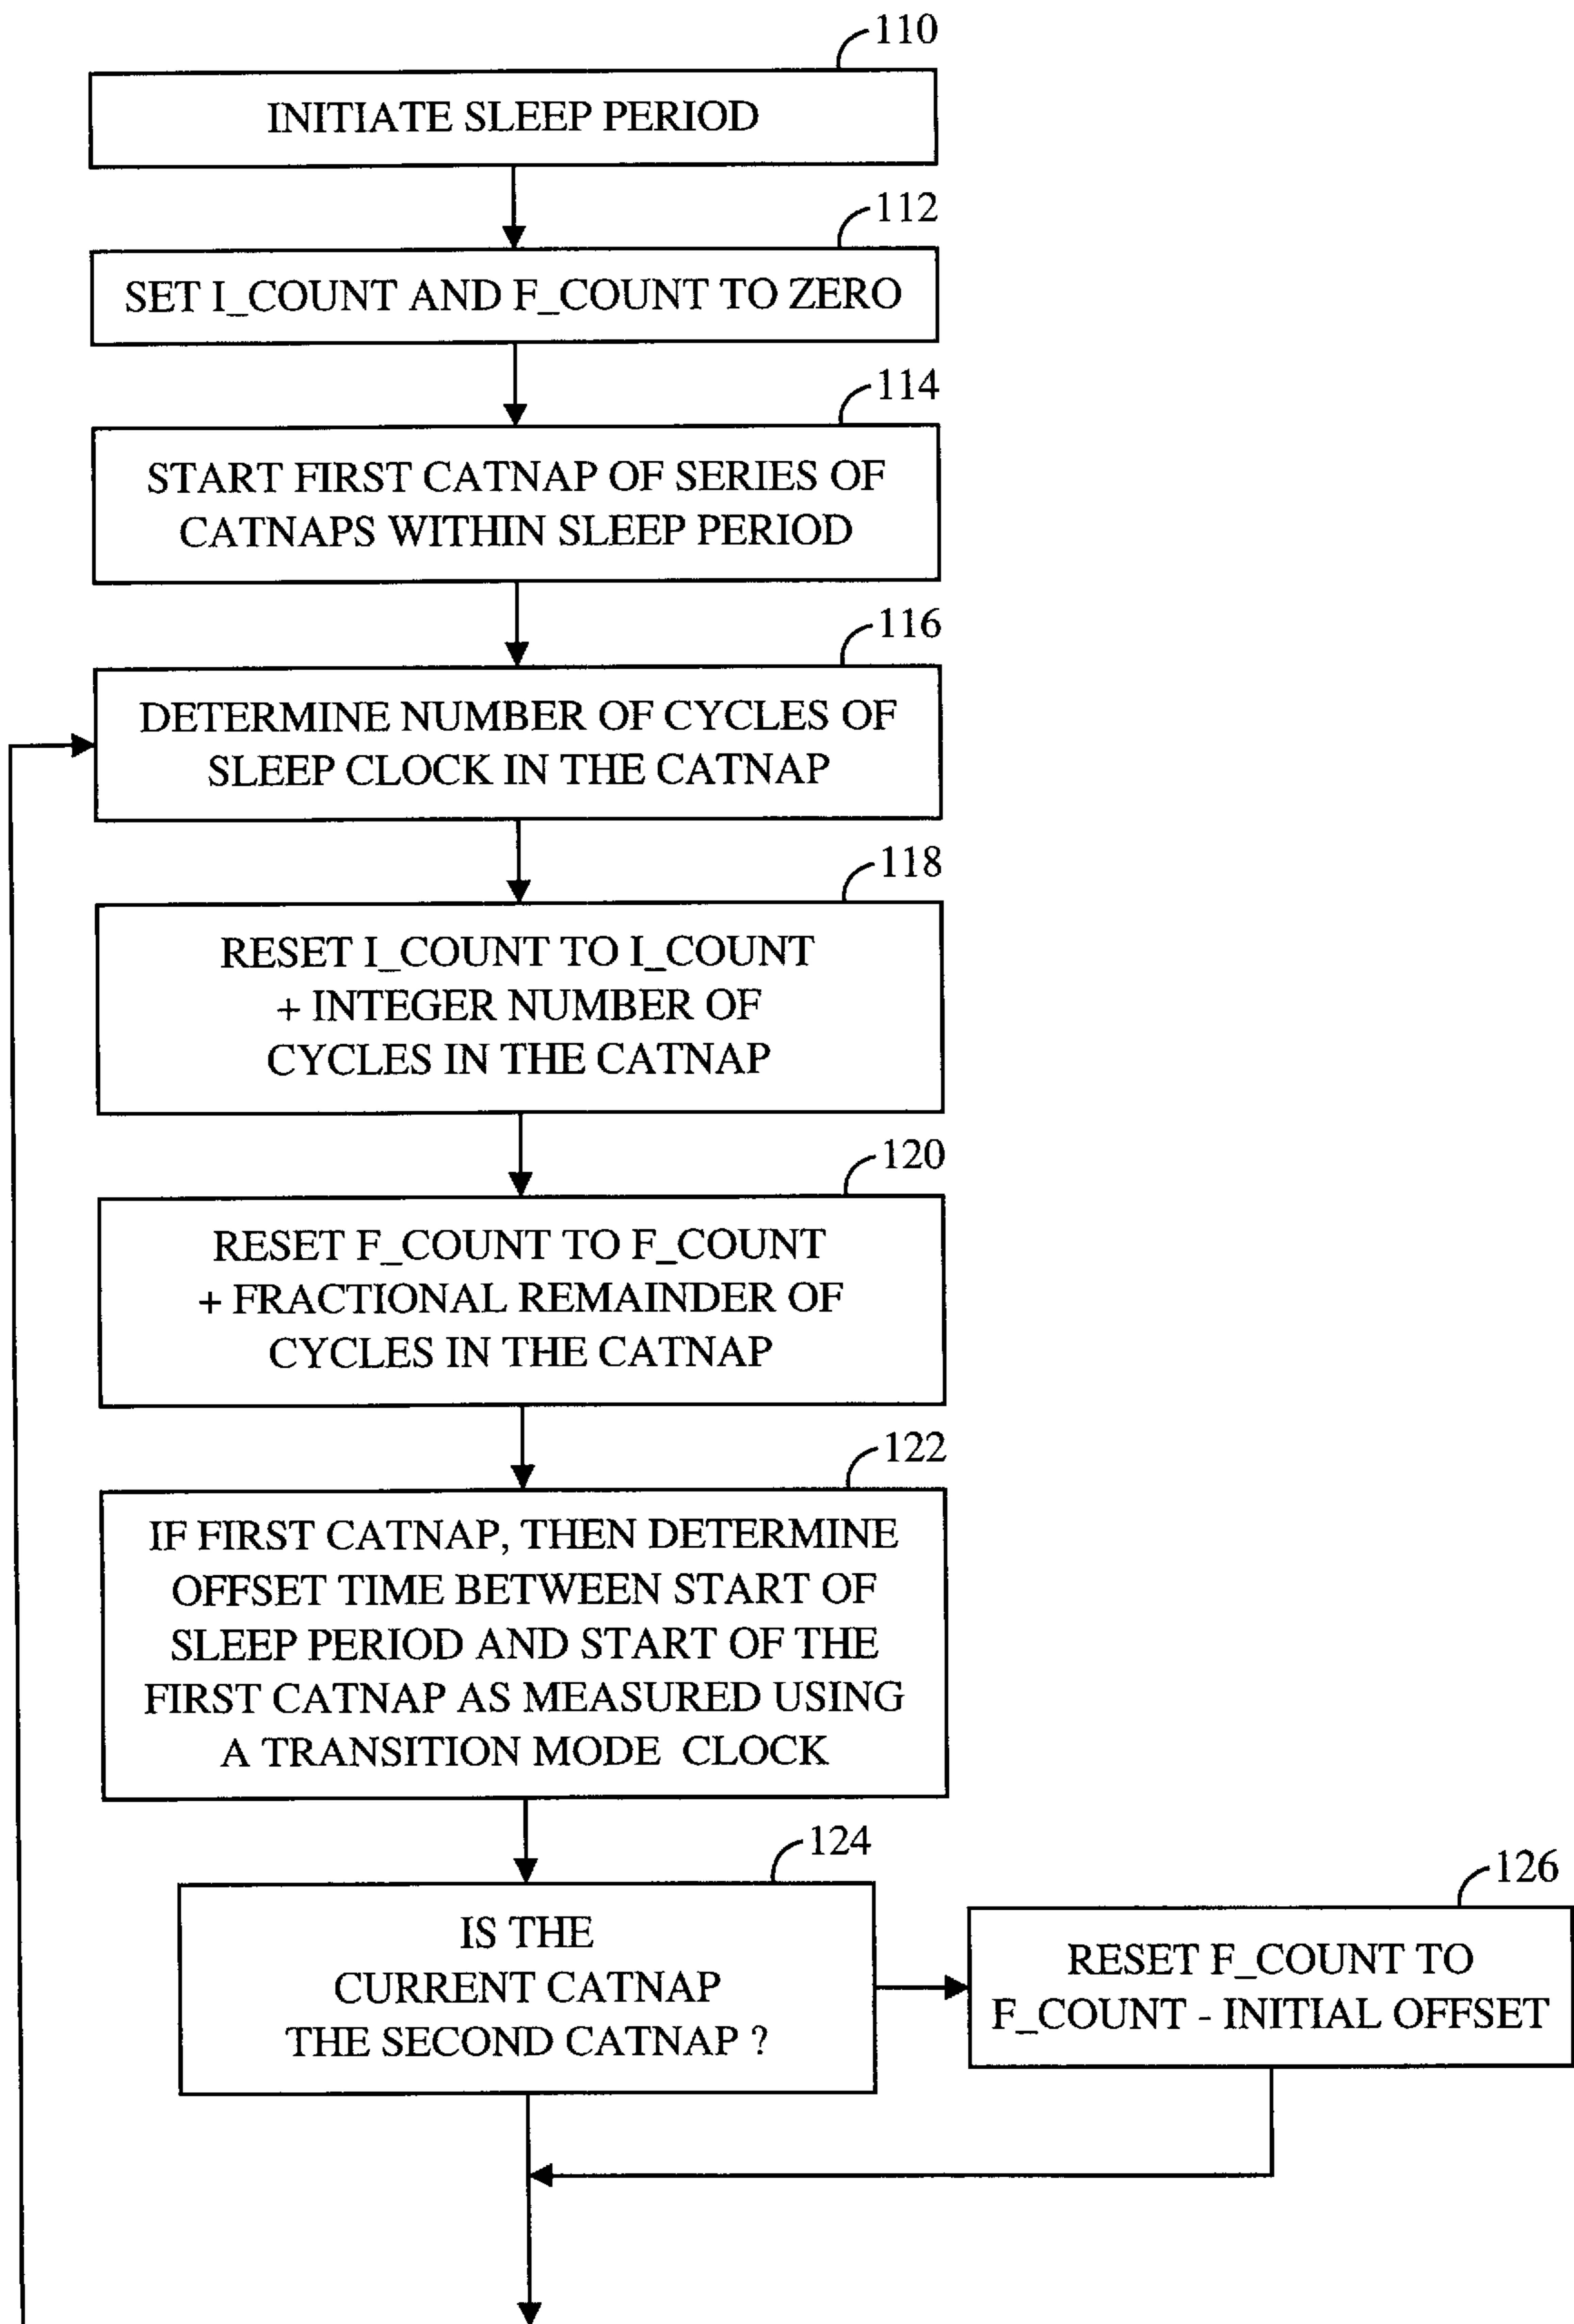 110
INITIATE SLEEP PERIOD
112
SET I_COUNT AND F_COUNT TO ZERO
114
START FIRST CATNAP OF SERIES OF
CATNAPS WITHIN SLEEP PERIOD
116
DETERMINE NUMBER OF CYCLES OF
SLEEP CLOCK IN THE CATNAP
118
RESET I_COUNT TO I_COUNT
+ INTEGER NUMBER OF
CYCLES IN THE CATNAP
120
RESET F_COUNT TO F_COUNT
+ FRACTIONAL REMAINDER OF
CYCLES IN THE CATNAP
122
IF FIRST CATNAP, THEN DETERMINE
OFFSET TIME BETWEEN START OF
SLEEP PERIOD AND START OF THE
FIRST CATNAP AS MEASURED USING
A TRANSITION MODE CLOCK
124
IS THE
CURRENT CATNAP
THE SECOND CATNAP ?
126
RESET F_COUNT TO
F_COUNT - INITIAL OFFSET